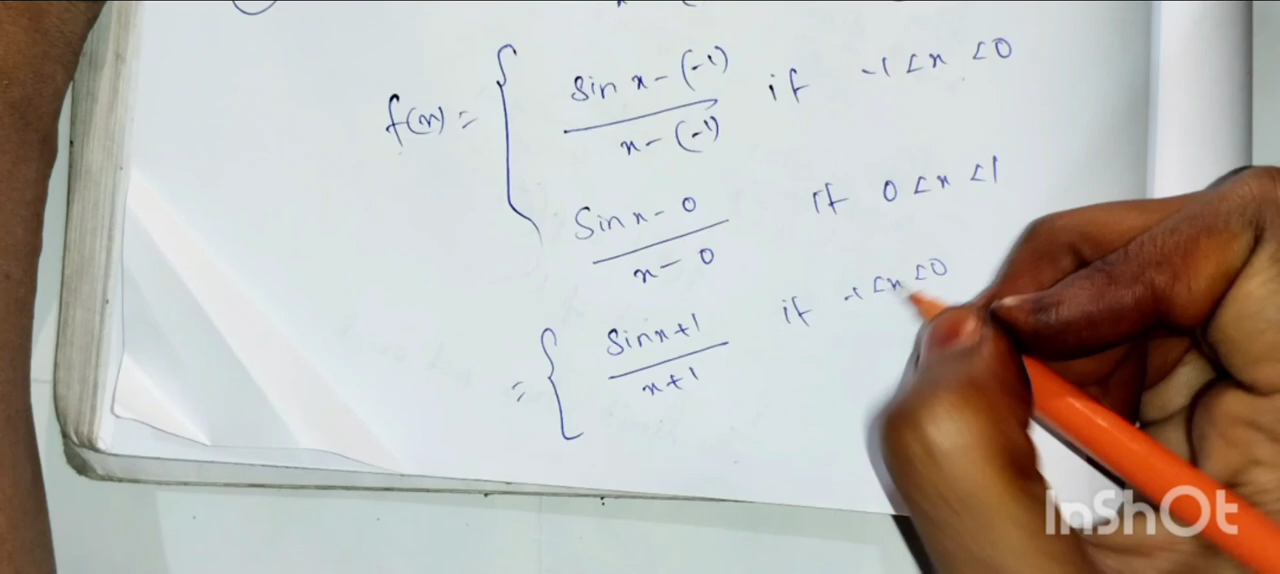 f(x) = { sin x - (-1) / x - (-1) if -1 < x < 0
sin x - 0 / x - 0 if 0 < x < 1
= { sin x + 1 / x + 1 if -1 < x < 0
InShOt